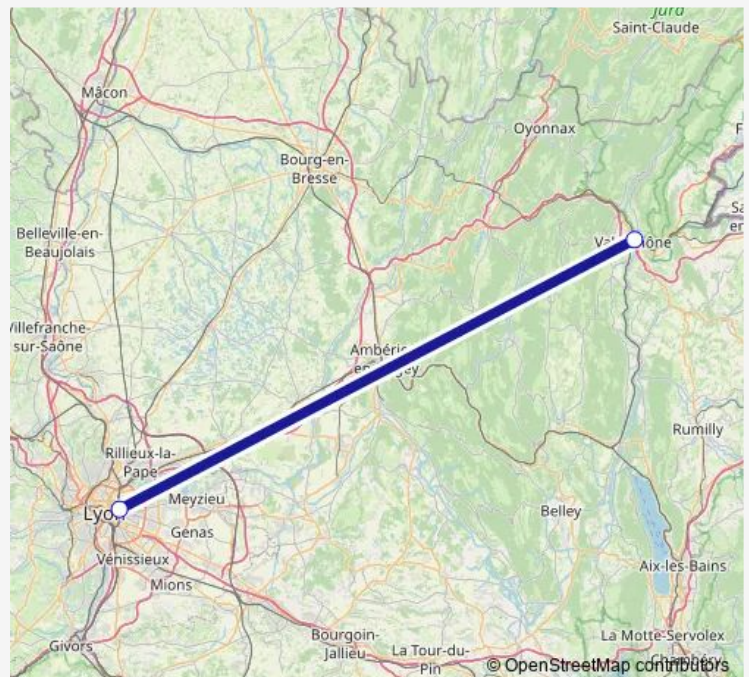 Jura
Saint-Claude
Mâcon
Oyonnax
Bourg-en-
Bresse
Belleville-en-
Beaujolais
Villefranche-
sur-Saône
Rumilly
Rillieux-la-
Pape
Meyzieu
Lyon
Genas
Belley
Vénissieux
Mions
Aix-les-Bains
Givors
Bourgoin-
Jallieu
La Tour-du-
Pin
La Motte-Servolex
Chambéry
© OpenStreetMap contributors